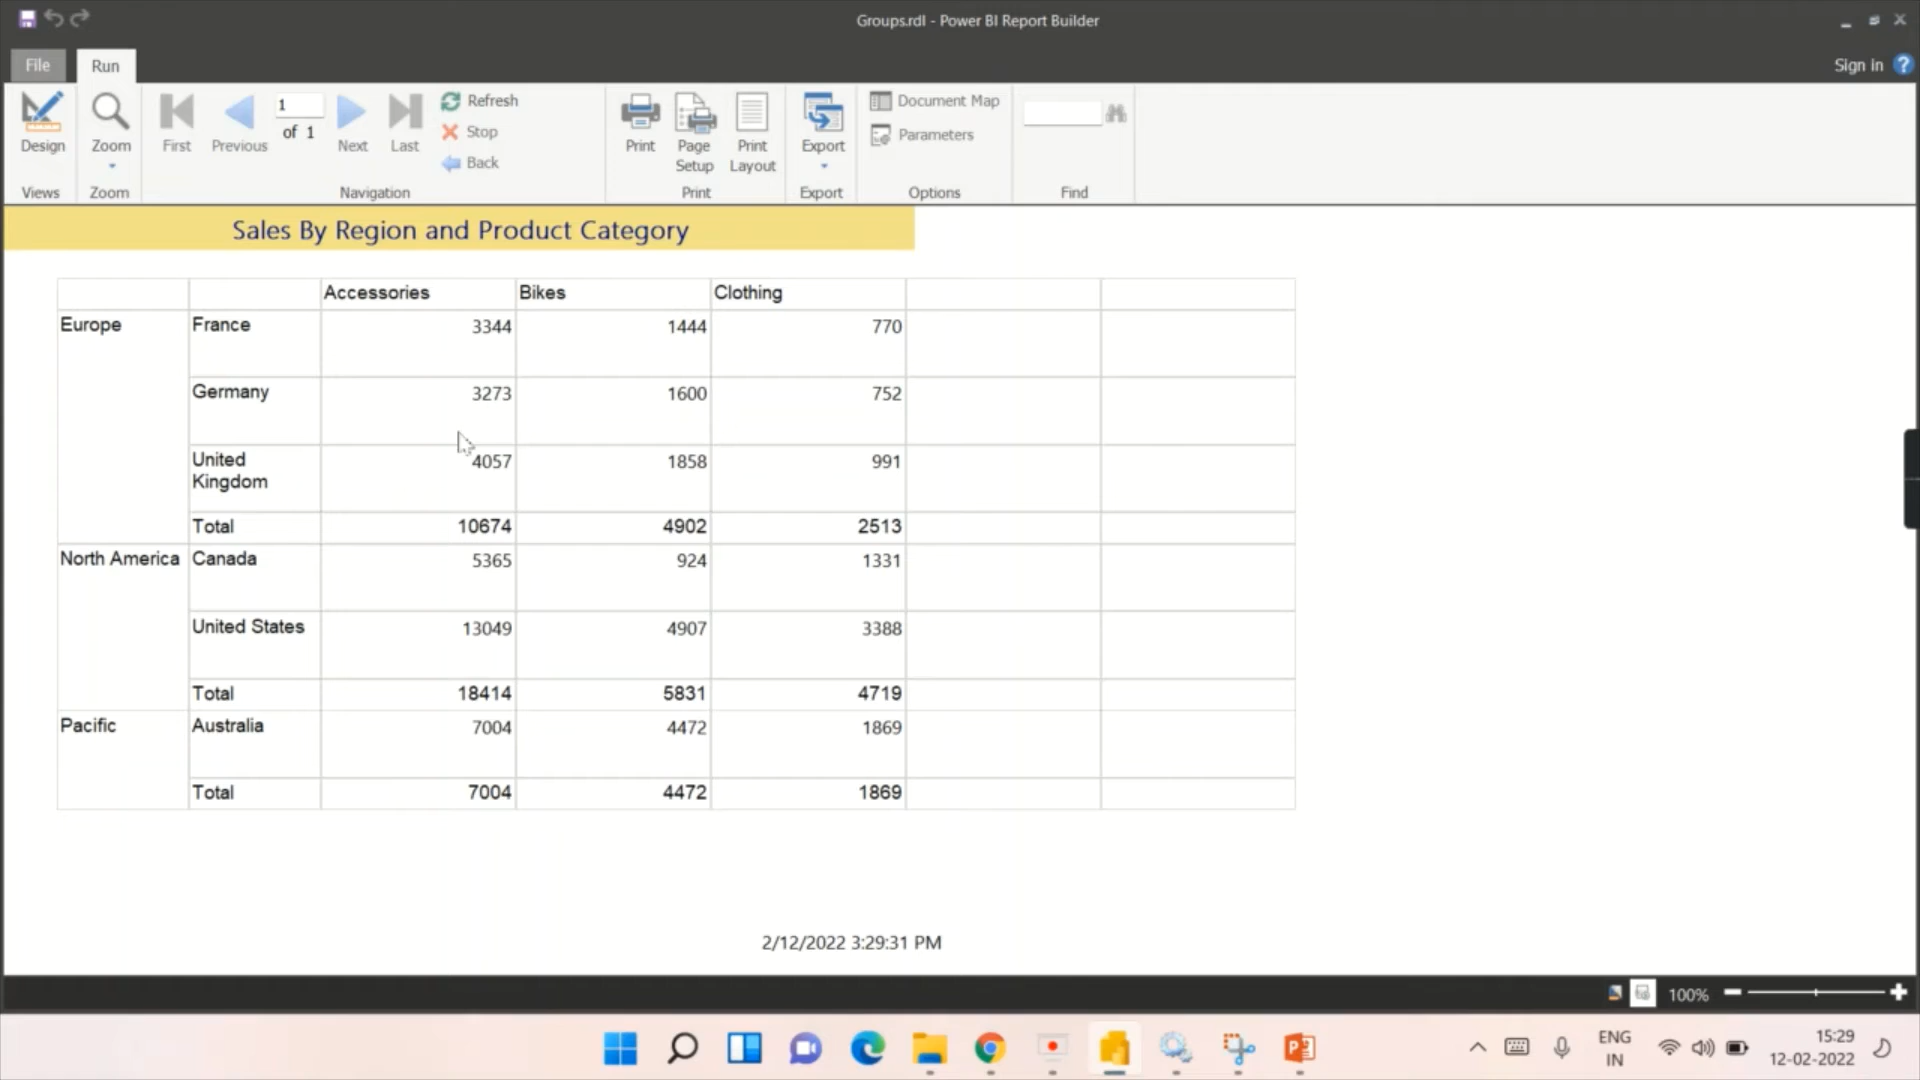 Groups.rdl - Power BI Report Builder
File Run Sign in ?
Design Zoom First Previous 1 of 1 Next Last Refresh Stop Back Print Page Setup Print Layout Export Document Map Parameters
Views Zoom Navigation Print Export Options Find
Sales By Region and Product Category
Accessories Bikes Clothing
Europe France 3344 1444 770
Germany 3273 1600 752
United Kingdom 4057 1858 991
Total 10674 4902 2513
North America Canada 5365 924 1331
United States 13049 4907 3388
Total 18414 5831 4719
Pacific Australia 7004 4472 1869
Total 7004 4472 1869
2/12/2022 3:29:31 PM
100%
ENG 15:29
IN 12-02-2022